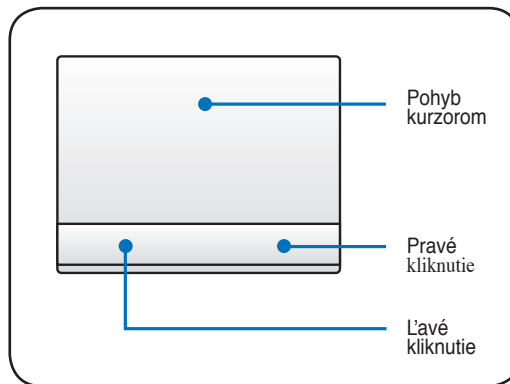 Pohyb
kurzorom
Pravé
kliknutie
Ľavé
kliknutie